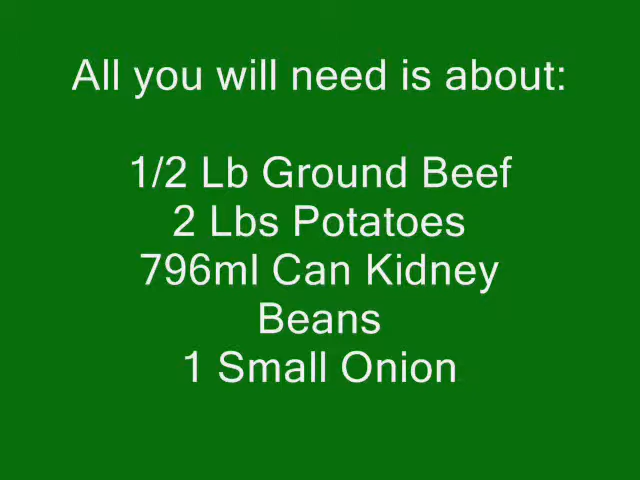 All you will need is about:
1/2 Lb Ground Beef
2 Lbs Potatoes
796ml Can Kidney
Beans
1 Small Onion